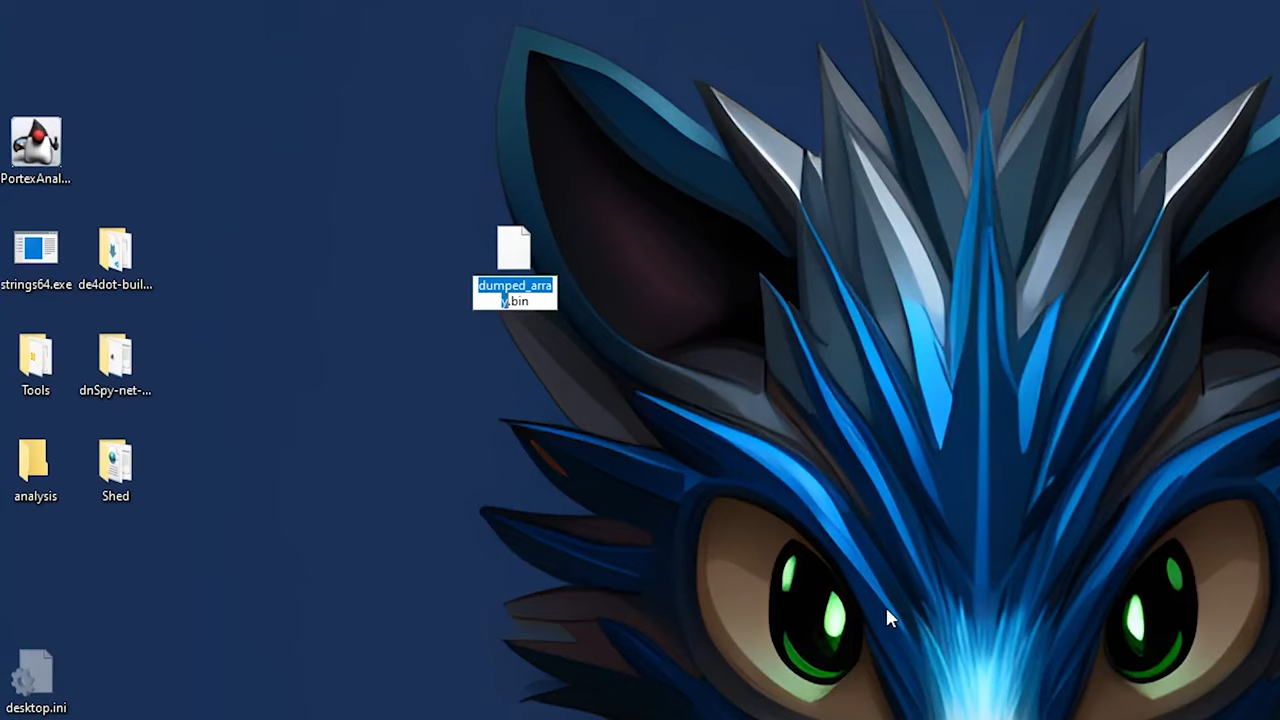 PortexAnal...
strings64.exe
de4dot-buil...
dumped_arra
y.bin
Tools
dnSpy-net-...
analysis
Shed
desktop.ini